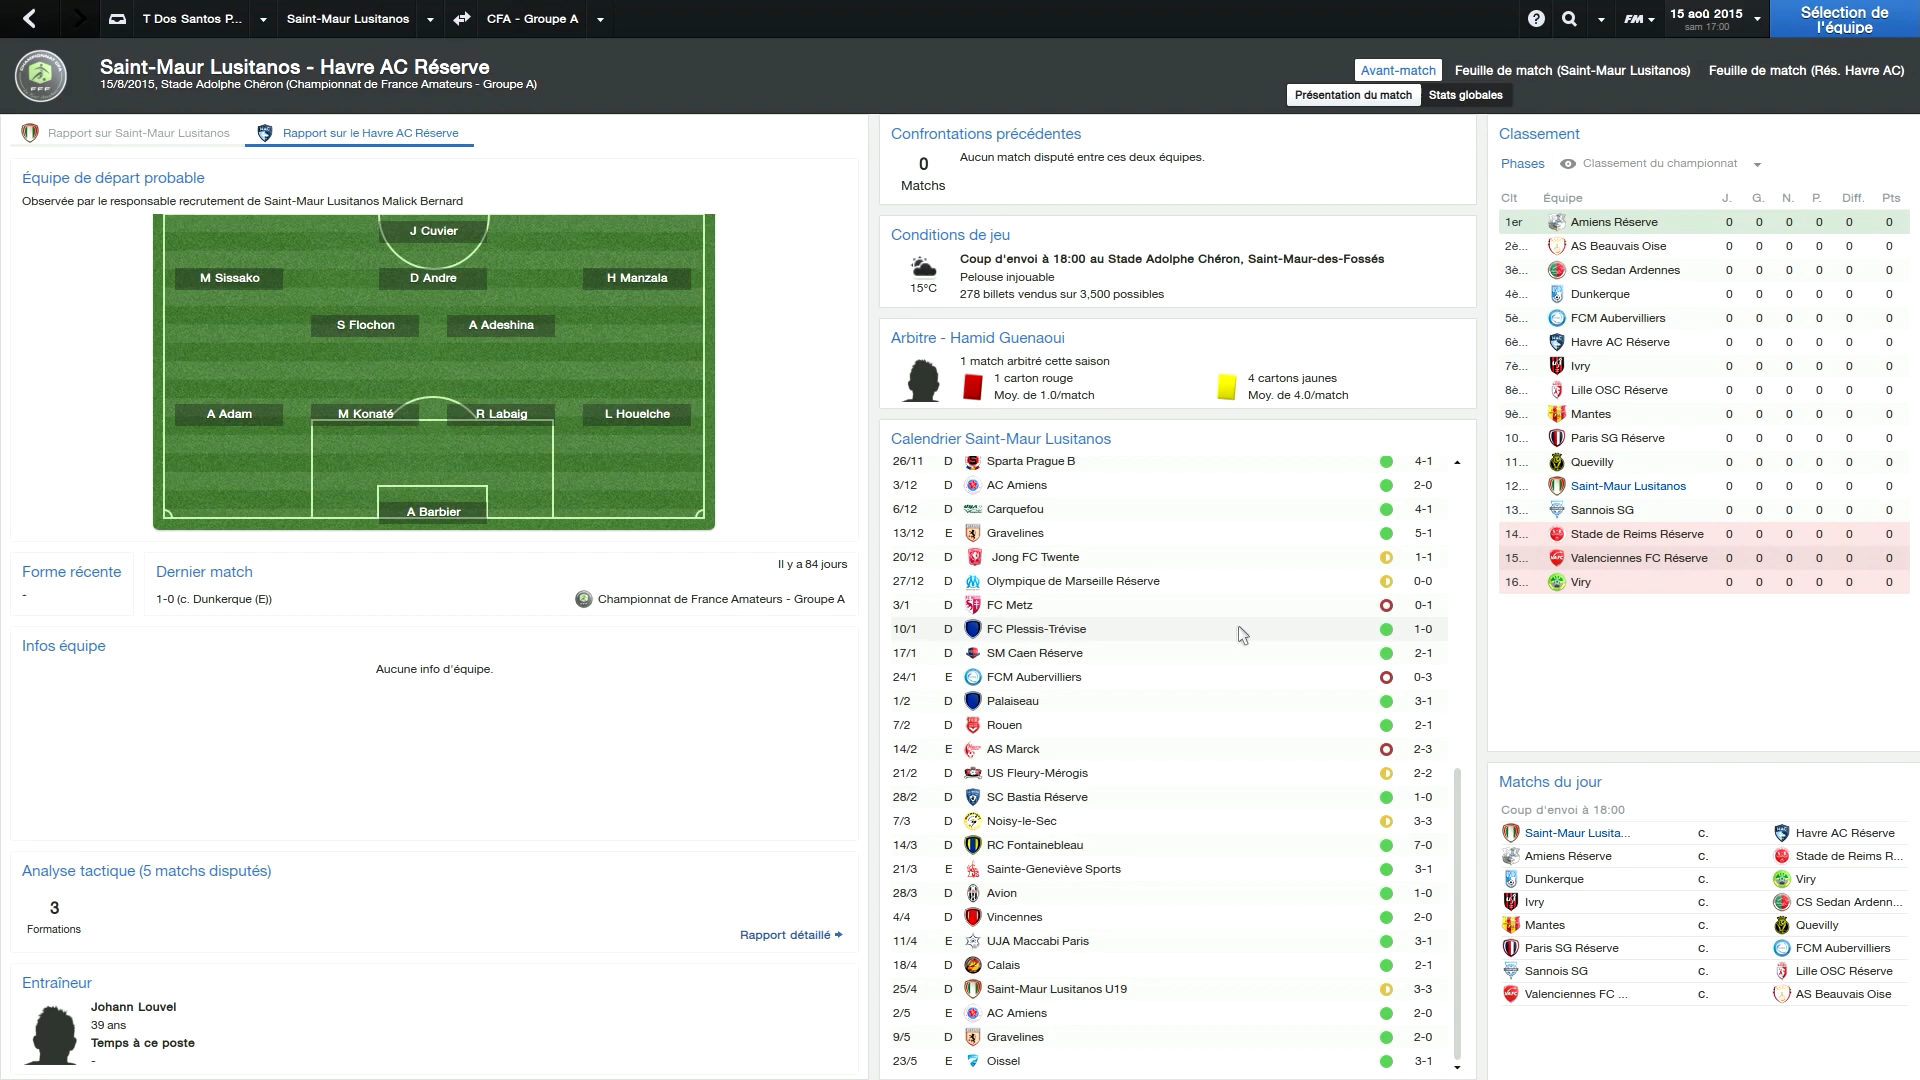 T Dos Santos P...
Saint-Maur Lusitanos
CFA - Groupe A
FM
15 aoû 2015
sam 17:00
Sélection de
l'équipe
Saint-Maur Lusitanos - Havre AC Réserve
15/8/2015, Stade Adolphe Chéron (Championnat de France Amateurs - Groupe A)
Avant-match
Feuille de match (Saint-Maur Lusitanos)
Feuille de match (Rés. Havre AC)
Présentation du match
Stats globales
Rapport sur Saint-Maur Lusitanos
Rapport sur le Havre AC Réserve
Équipe de départ probable
Observée par le responsable recrutement de Saint-Maur Lusitanos Malick Bernard
J Cuvier
M Sissako D Andre H Manzala
S Flochon A Adeshina
A Adam M Konaté R Labaig L Houelche
A Barbier
Forme récente
-
Dernier match
Il y a 84 jours
1-0 (c. Dunkerque (E))
Championnat de France Amateurs - Groupe A
Infos équipe
Aucune info d'équipe.
Analyse tactique (5 matchs disputés)
3
Formations
Rapport détaillé
Entraîneur
Johann Louvel
39 ans
Temps à ce poste
-
Confrontations précédentes
0
Matchs
Aucun match disputé entre ces deux équipes.
Conditions de jeu
15°C
Coup d'envoi à 18:00 au Stade Adolphe Chéron, Saint-Maur-des-Fossés
Pelouse injouable
278 billets vendus sur 3,500 possibles
Arbitre - Hamid Guenaoui
1 match arbitré cette saison
1 carton rouge
Moy. de 1.0/match
4 cartons jaunes
Moy. de 4.0/match
Calendrier Saint-Maur Lusitanos
26/11 D Sparta Prague B 4-1
3/12 D AC Amiens 2-0
6/12 D Carquefou 4-1
13/12 E Gravelines 5-1
20/12 D Jong FC Twente 1-1
27/12 D Olympique de Marseille Réserve 0-0
3/1 D FC Metz 0-1
10/1 D FC Plessis-Trévise 1-0
17/1 D SM Caen Réserve 2-1
24/1 E FCM Aubervilliers 0-3
1/2 D Palaiseau 3-1
7/2 D Rouen 2-1
14/2 E AS Marck 2-3
21/2 D US Fleury-Mérogis 2-2
28/2 D SC Bastia Réserve 1-0
7/3 D Noisy-le-Sec 3-3
14/3 D RC Fontainebleau 7-0
21/3 E Sainte-Geneviève Sports 3-1
28/3 D Avion 1-0
4/4 D Vincennes 2-0
11/4 E UJA Maccabi Paris 3-1
18/4 D Calais 2-1
25/4 D Saint-Maur Lusitanos U19 3-3
2/5 E AC Amiens 2-0
9/5 D Gravelines 2-0
23/5 E Oissel 3-1
Classement
Phases Classement du championnat
Clt Équipe J. G. N. P. Diff. Pts
1er Amiens Réserve 0 0 0 0 0 0
2è... AS Beauvais Oise 0 0 0 0 0 0
3è... CS Sedan Ardennes 0 0 0 0 0 0
4è... Dunkerque 0 0 0 0 0 0
5è... FCM Aubervilliers 0 0 0 0 0 0
6è... Havre AC Réserve 0 0 0 0 0 0
7è... Ivry 0 0 0 0 0 0
8è... Lille OSC Réserve 0 0 0 0 0 0
9è... Mantes 0 0 0 0 0 0
10... Paris SG Réserve 0 0 0 0 0 0
11... Quevilly 0 0 0 0 0 0
12... Saint-Maur Lusitanos 0 0 0 0 0 0
13... Sannois SG 0 0 0 0 0 0
14... Stade de Reims Réserve 0 0 0 0 0 0
15... Valenciennes FC Réserve 0 0 0 0 0 0
16... Viry 0 0 0 0 0 0
Matchs du jour
Coup d'envoi à 18:00
Saint-Maur Lusita... c. Havre AC Réserve
Amiens Réserve c. Stade de Reims R...
Dunkerque c. Viry
Ivry c. CS Sedan Ardenn...
Mantes c. Quevilly
Paris SG Réserve c. FCM Aubervilliers
Sannois SG c. Lille OSC Réserve
Valenciennes FC ... c. AS Beauvais Oise